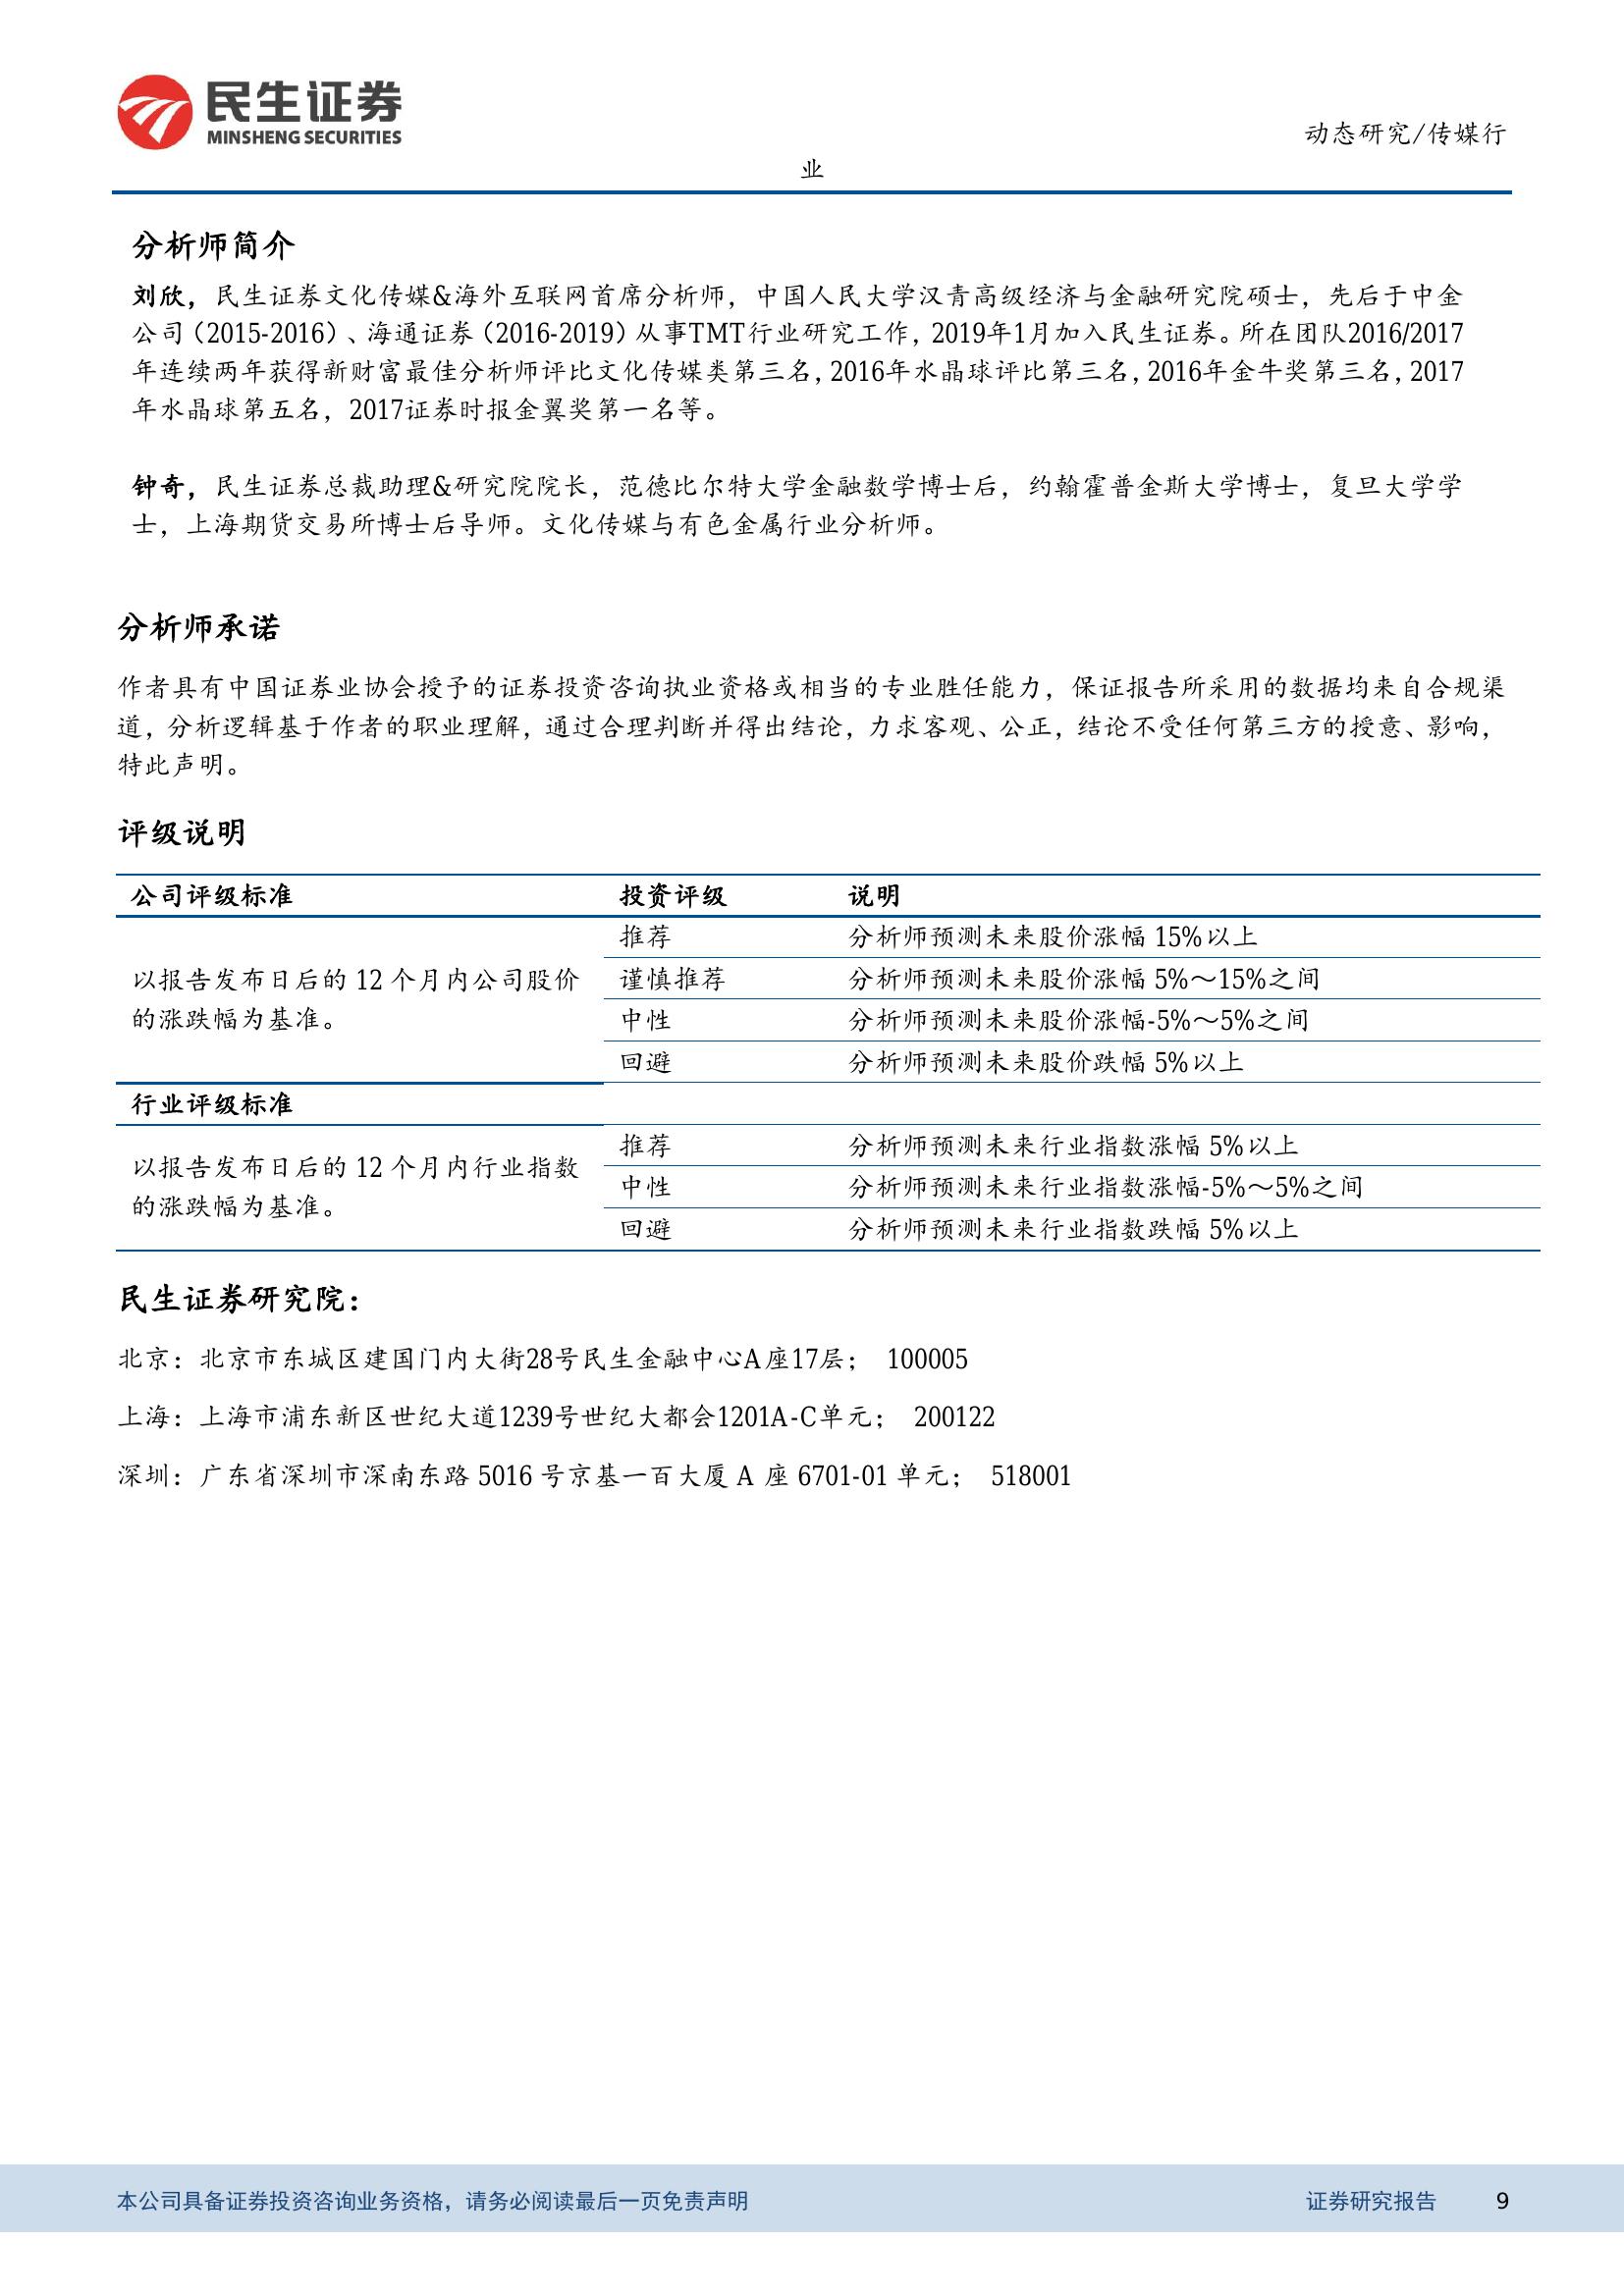 民生证券
MINSHENG SECURITIES
动态研究/传媒行
业
分析师简介
刘欣，民生证券文化传媒&海外互联网首席分析师，中国人民大学汉青高级经济与金融研究院硕士，先后于中金
公司（2015-2016）、海通证券（2016-2019）从事TMT行业研究工作，2019年1月加入民生证券。所在团队2016/2017
年连续两年获得新财富最佳分析师评比文化传媒类第三名，2016年水晶球评比第三名，2016年金牛奖第三名，2017
年水晶球第五名，2017证券时报金翼奖第一名等。
钟奇，民生证券总裁助理&研究院院长，范德比尔特大学金融数学博士后，约翰霍普金斯大学博士，复旦大学学
士，上海期货交易所博士后导师。文化传媒与有色金属行业分析师。
分析师承诺
作者具有中国证券业协会授予的证券投资咨询执业资格或相当的专业胜任能力，保证报告所采用的数据均来自合规渠
道，分析逻辑基于作者的职业理解，通过合理判断并得出结论，力求客观、公正，结论不受任何第三方的授意、影响，
特此声明。
评级说明
公司评级标准 投资评级 说明
以报告发布日后的 12 个月内公司股价
的涨跌幅为基准。
推荐 分析师预测未来股价涨幅 15%以上
谨慎推荐 分析师预测未来股价涨幅 5%～15%之间
中性 分析师预测未来股价涨幅-5%～5%之间
回避 分析师预测未来股价跌幅 5%以上
行业评级标准
以报告发布日后的 12 个月内行业指数
的涨跌幅为基准。
推荐 分析师预测未来行业指数涨幅 5%以上
中性 分析师预测未来行业指数涨幅-5%～5%之间
回避 分析师预测未来行业指数跌幅 5%以上
民生证券研究院：
北京：北京市东城区建国门内大街28号民生金融中心A座17层； 100005
上海：上海市浦东新区世纪大道1239号世纪大都会1201A-C单元； 200122
深圳：广东省深圳市深南东路 5016 号京基一百大厦 A 座 6701-01 单元； 518001
本公司具备证券投资咨询业务资格，请务必阅读最后一页免责声明 证券研究报告 9